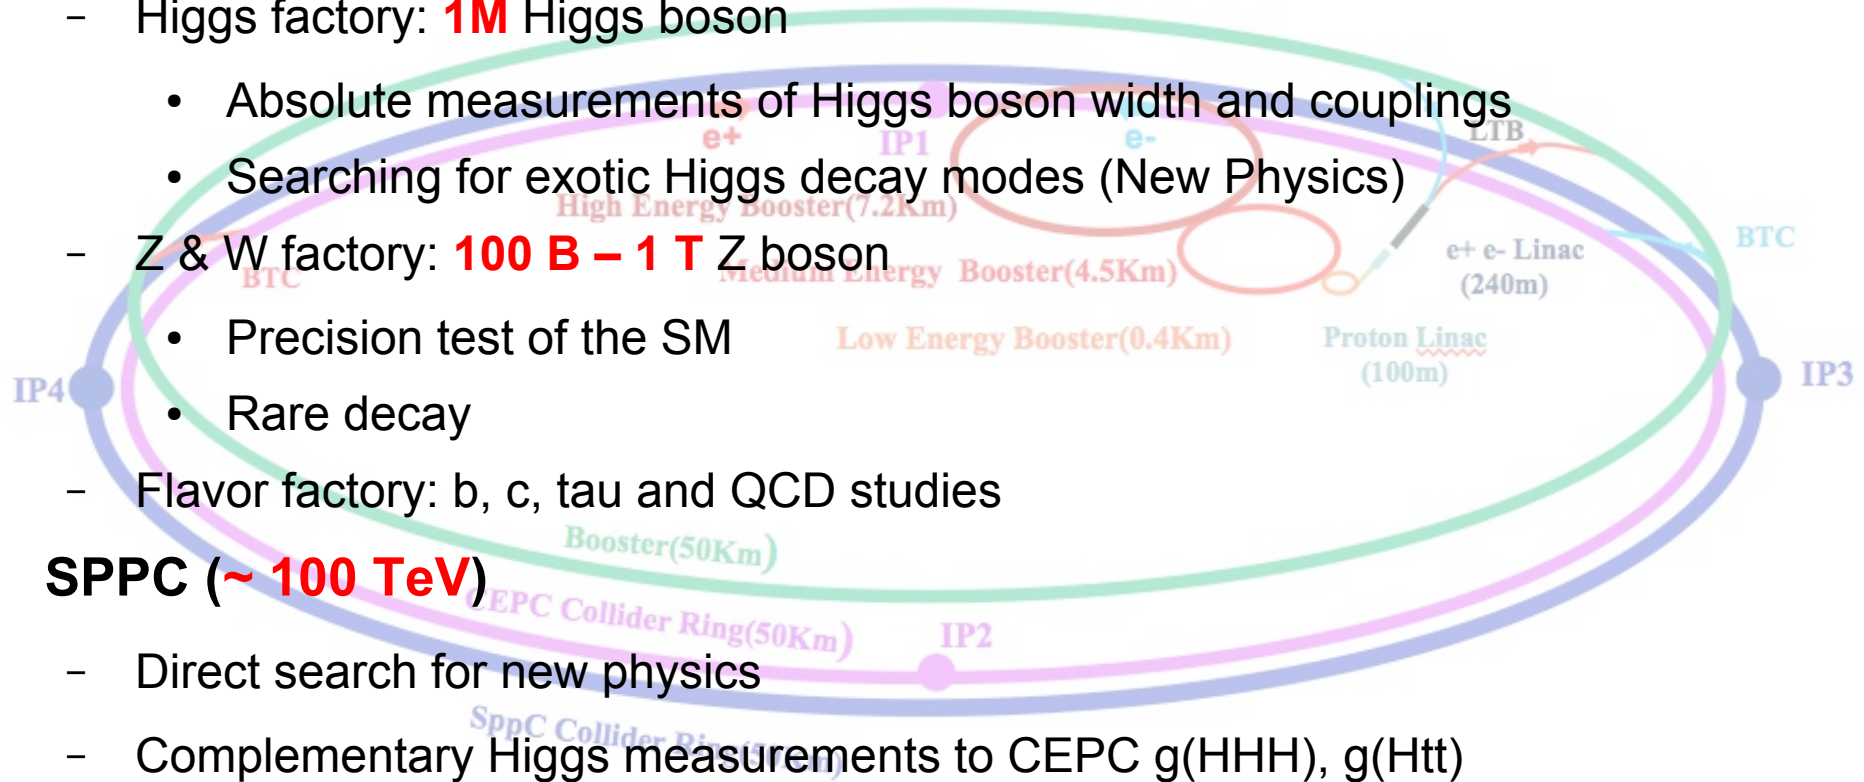 – Higgs factory: 1M Higgs boson
• Absolute measurements of Higgs boson width and couplings
e+
IP1
e-
LTB
• Searching for exotic Higgs decay modes (New Physics)
High Energy Booster(7.2Km)
– Z & W factory: 100 B – 1 T Z boson
BTC
Medium Energy Booster(4.5Km)
e+ e- Linac
(240m)
BTC
• Precision test of the SM
Low Energy Booster(0.4Km)
Proton Linac
(100m)
IP4
IP3
• Rare decay
– Flavor factory: b, c, tau and QCD studies
Booster(50Km)
SPPC (~ 100 TeV)
CEPC Collider Ring(50Km)
IP2
– Direct search for new physics
SppC Collider Ring(50Km)
– Complementary Higgs measurements to CEPC g(HHH), g(Htt)